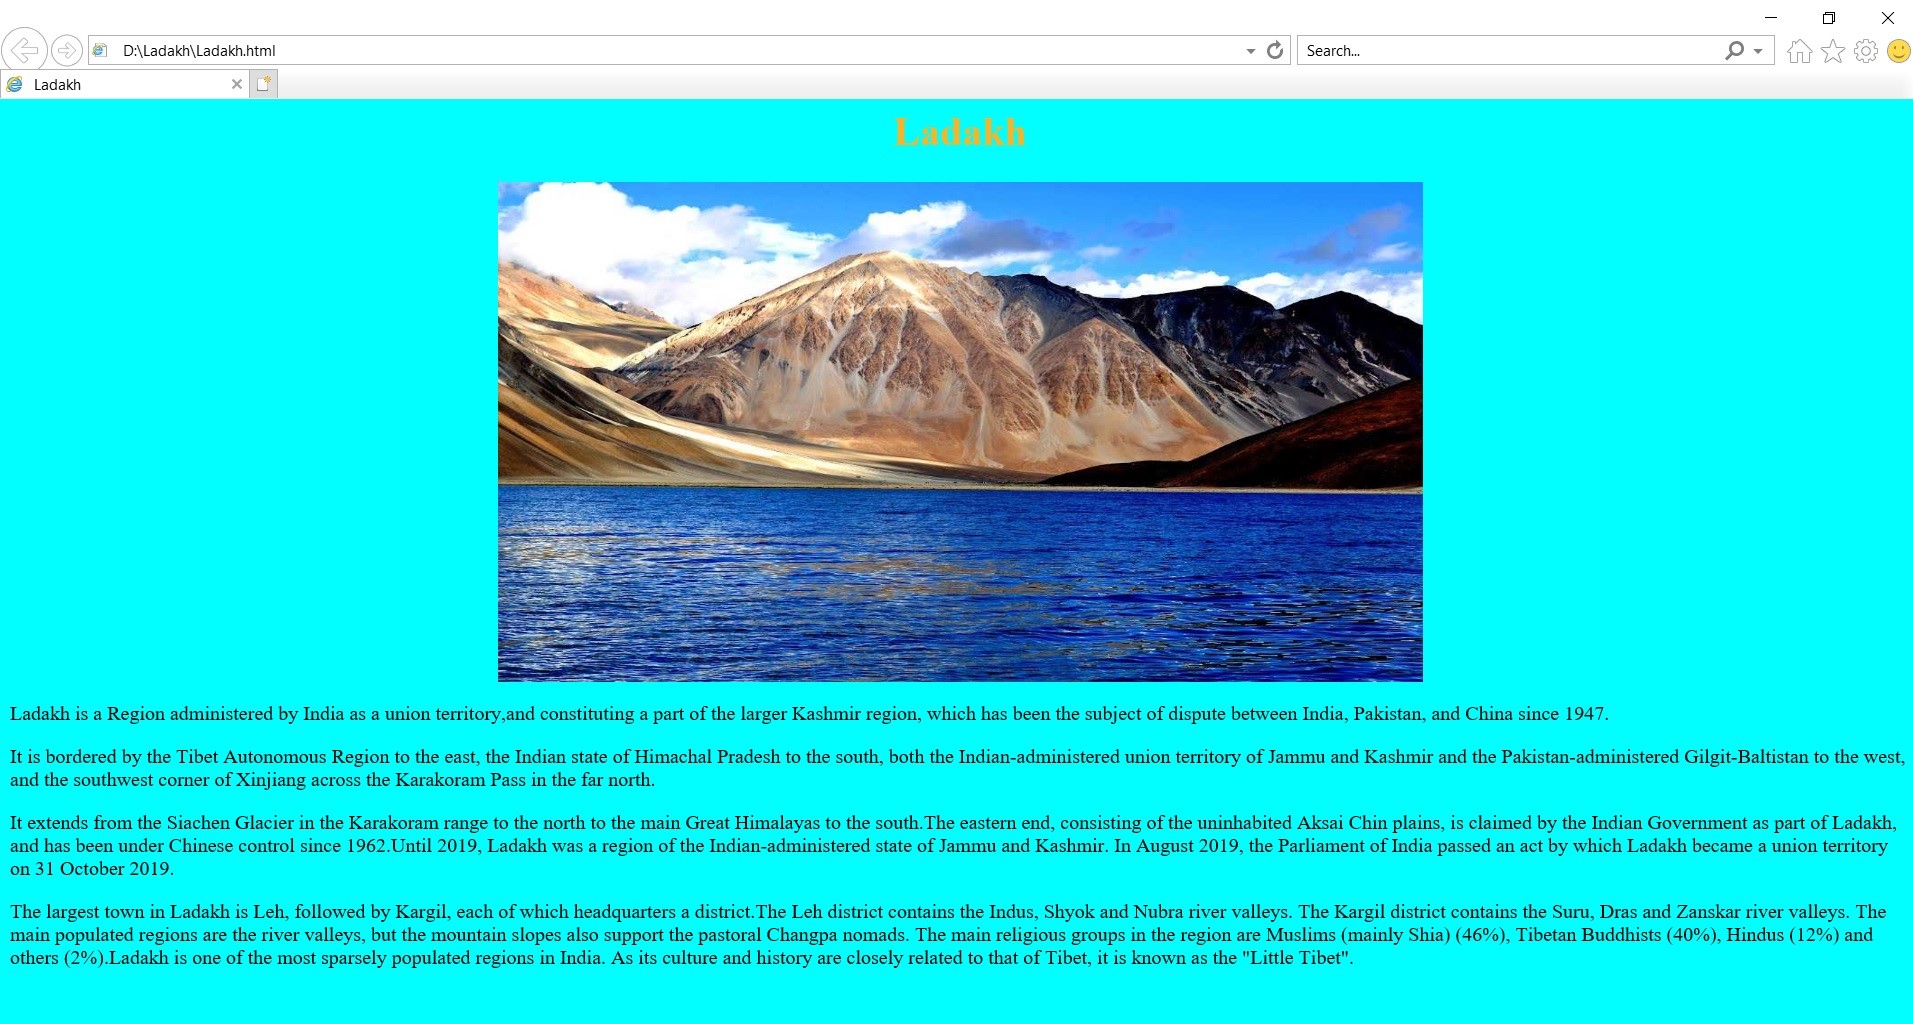 D:\Ladakh\Ladakh.html
Search...
Ladakh
Ladakh
Ladakh is a Region administered by India as a union territory,and constituting a part of the larger Kashmir region, which has been the subject of dispute between India, Pakistan, and China since 1947.
It is bordered by the Tibet Autonomous Region to the east, the Indian state of Himachal Pradesh to the south, both the Indian-administered union territory of Jammu and Kashmir and the Pakistan-administered Gilgit-Baltistan to the west,
and the southwest corner of Xinjiang across the Karakoram Pass in the far north.
It extends from the Siachen Glacier in the Karakoram range to the north to the main Great Himalayas to the south.The eastern end, consisting of the uninhabited Aksai Chin plains, is claimed by the Indian Government as part of Ladakh,
and has been under Chinese control since 1962.Until 2019, Ladakh was a region of the Indian-administered state of Jammu and Kashmir. In August 2019, the Parliament of India passed an act by which Ladakh became a union territory
on 31 October 2019.
The largest town in Ladakh is Leh, followed by Kargil, each of which headquarters a district.The Leh district contains the Indus, Shyok and Nubra river valleys. The Kargil district contains the Suru, Dras and Zanskar river valleys. The
main populated regions are the river valleys, but the mountain slopes also support the pastoral Changpa nomads. The main religious groups in the region are Muslims (mainly Shia) (46%), Tibetan Buddhists (40%), Hindus (12%) and
others (2%).Ladakh is one of the most sparsely populated regions in India. As its culture and history are closely related to that of Tibet, it is known as the "Little Tibet".